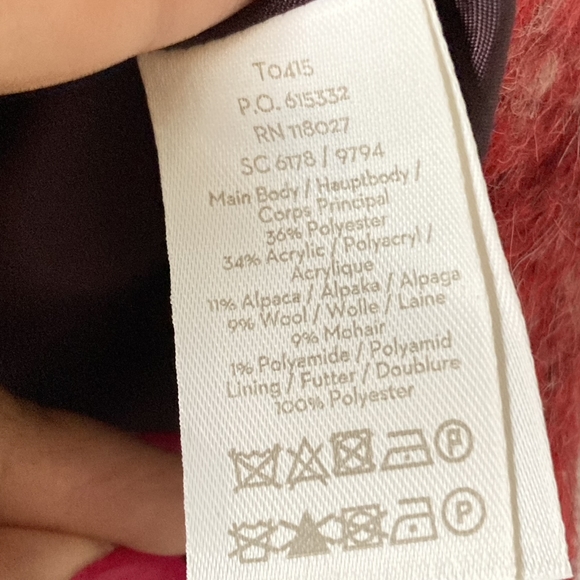 T0415
P.O. 615332
RN 118027
SC 6178 / 9794
Main Body / Hauptbody /
Corps Principal
36% Polyester
34% Acrylic / Polyacryl /
Acrylique
11% Alpaca / Alpaka / Alpaga
9% Wool / Wolle / Laine
9% Mohair
1% Polyamide / Polyamid
Lining / Futter / Doublure
100% Polyester
P
P